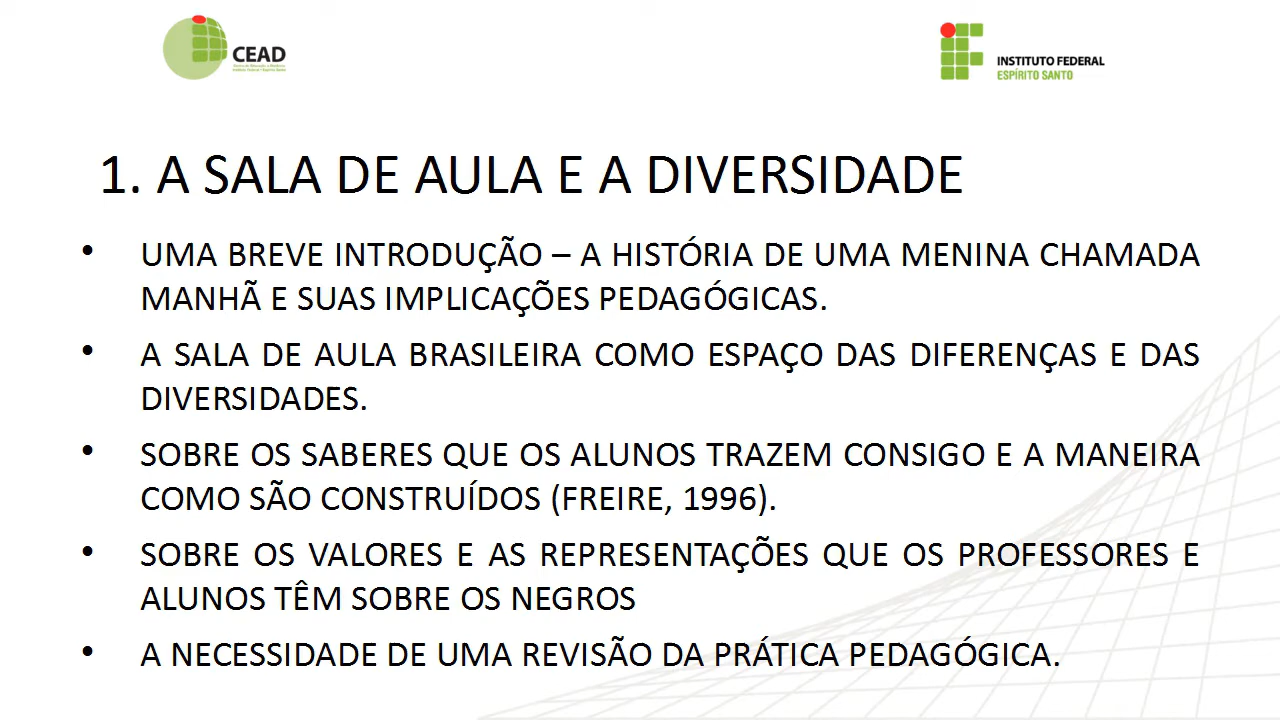 CEAD
INSTITUTO FEDERAL
ESPÍRITO SANTO
1. A SALA DE AULA E A DIVERSIDADE
• UMA BREVE INTRODUÇÃO – A HISTÓRIA DE UMA MENINA CHAMADA
MANHÃ E SUAS IMPLICAÇÕES PEDAGÓGICAS.
• A SALA DE AULA BRASILEIRA COMO ESPAÇO DAS DIFERENÇAS E DAS
DIVERSIDADES.
• SOBRE OS SABERES QUE OS ALUNOS TRAZEM CONSIGO E A MANEIRA
COMO SÃO CONSTRUÍDOS (FREIRE, 1996).
• SOBRE OS VALORES E AS REPRESENTAÇÕES QUE OS PROFESSORES E
ALUNOS TÊM SOBRE OS NEGROS
• A NECESSIDADE DE UMA REVISÃO DA PRÁTICA PEDAGÓGICA.